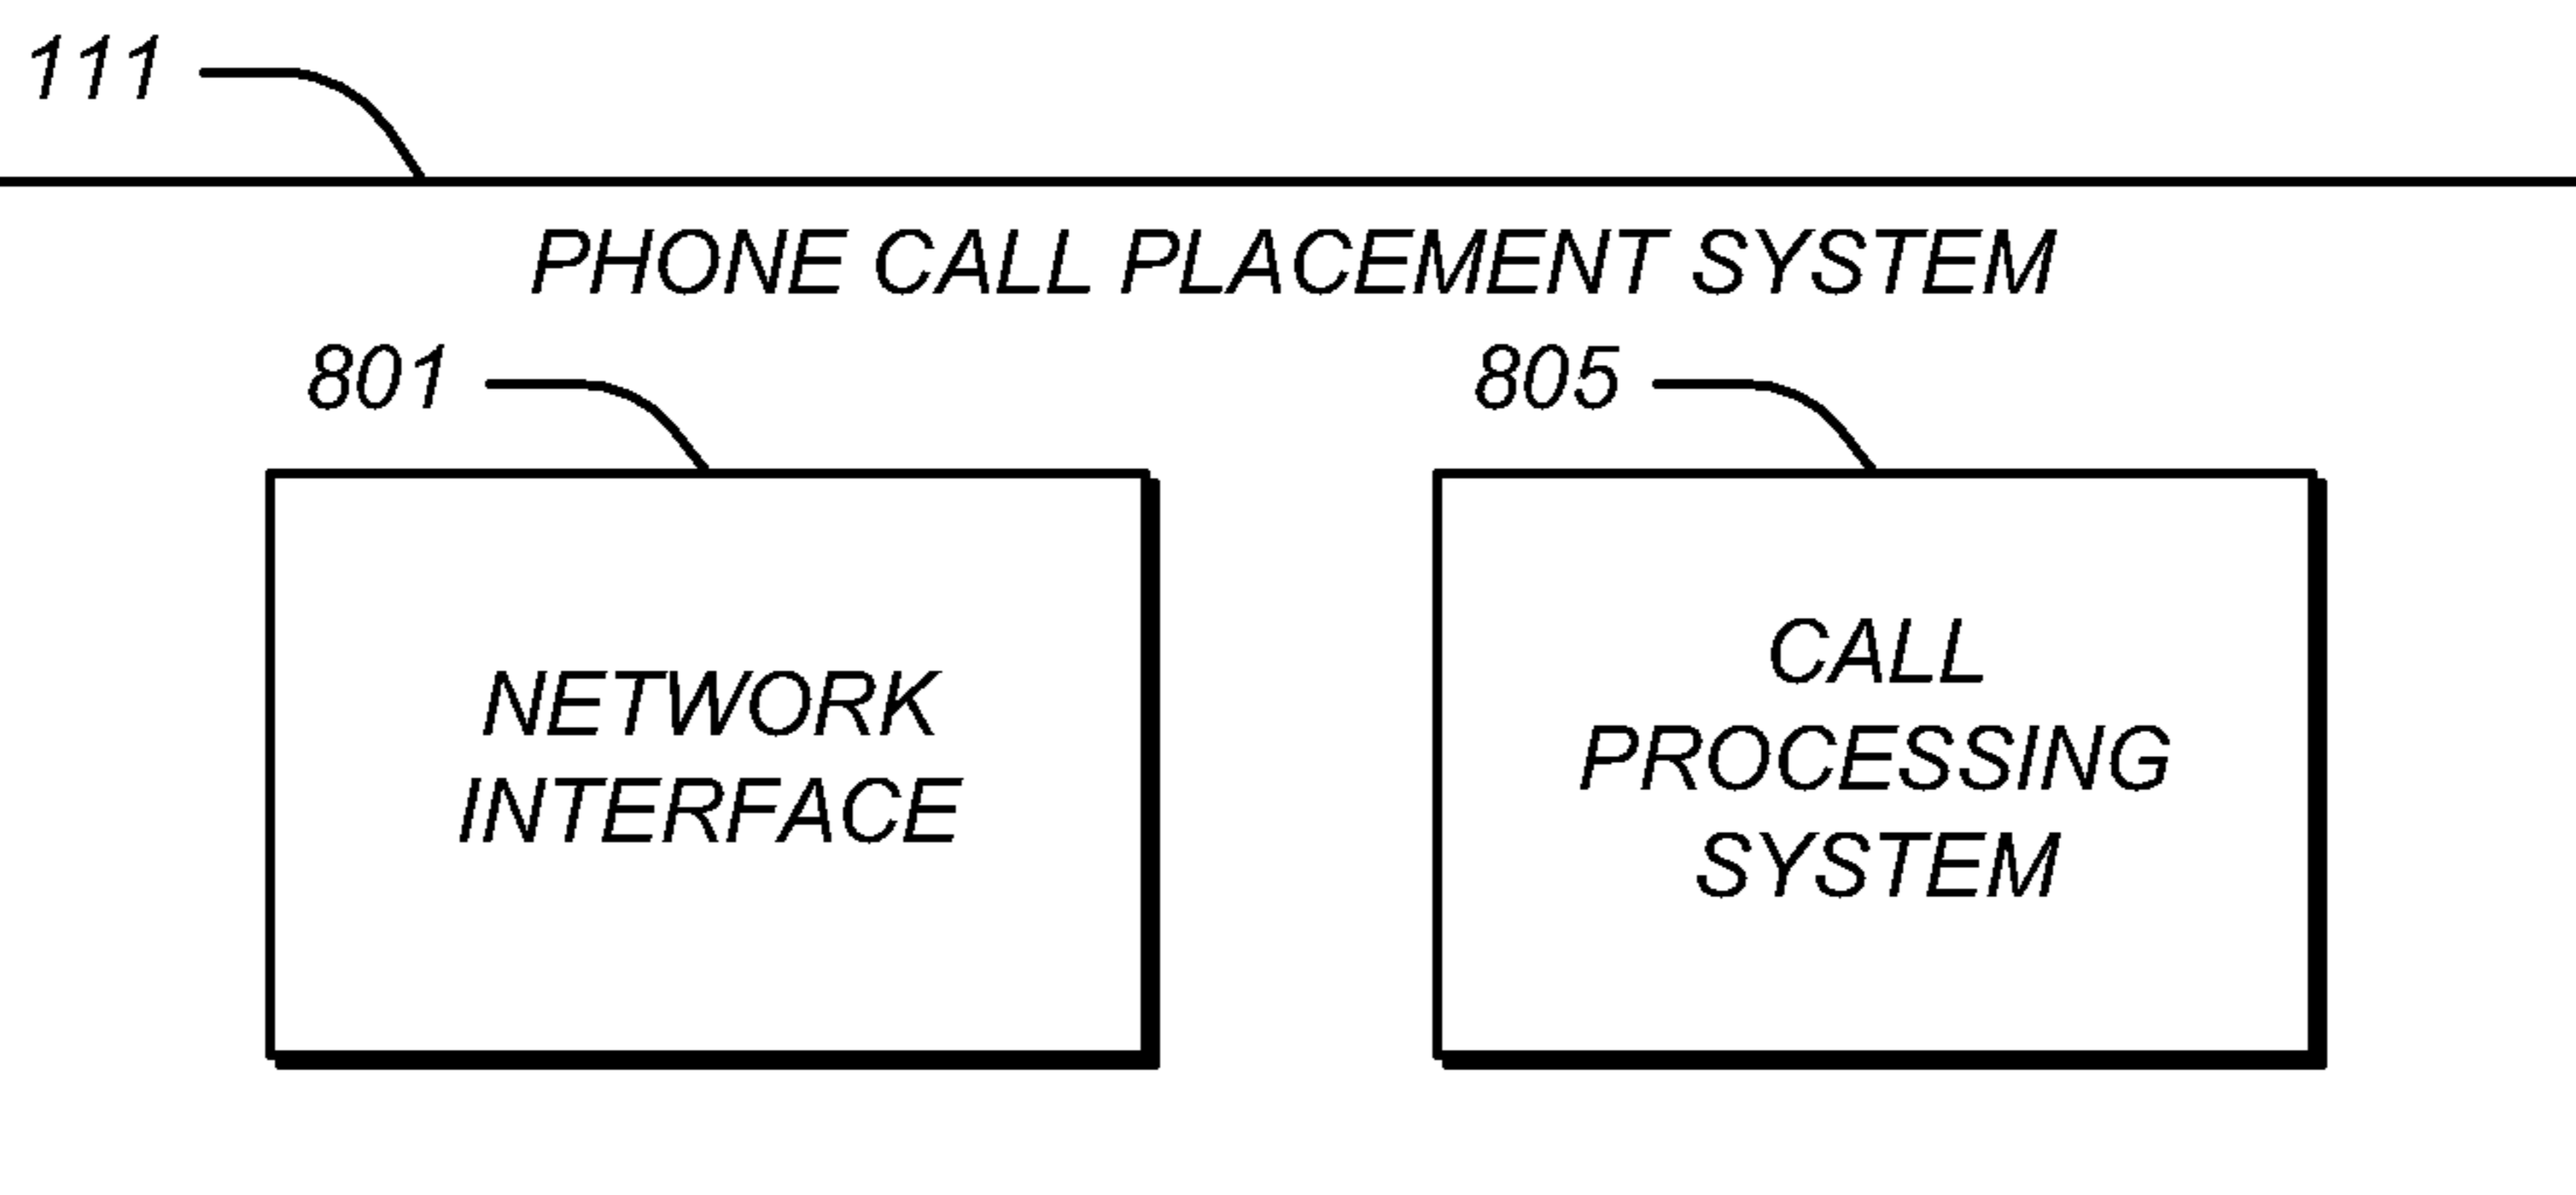 111
PHONE CALL PLACEMENT SYSTEM
801
805
NETWORK
INTERFACE
CALL
PROCESSING
SYSTEM